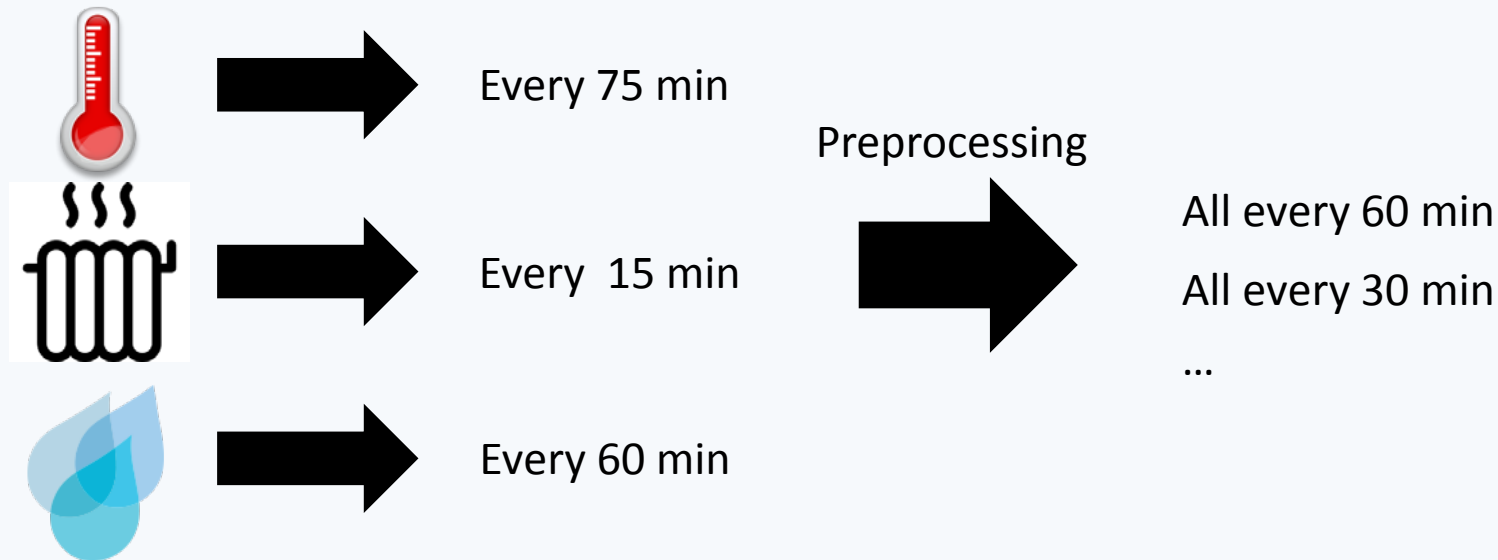 Every 75 min
Preprocessing
All every 60 min
Every  15 min
All every 30 min
...
Every 60 min